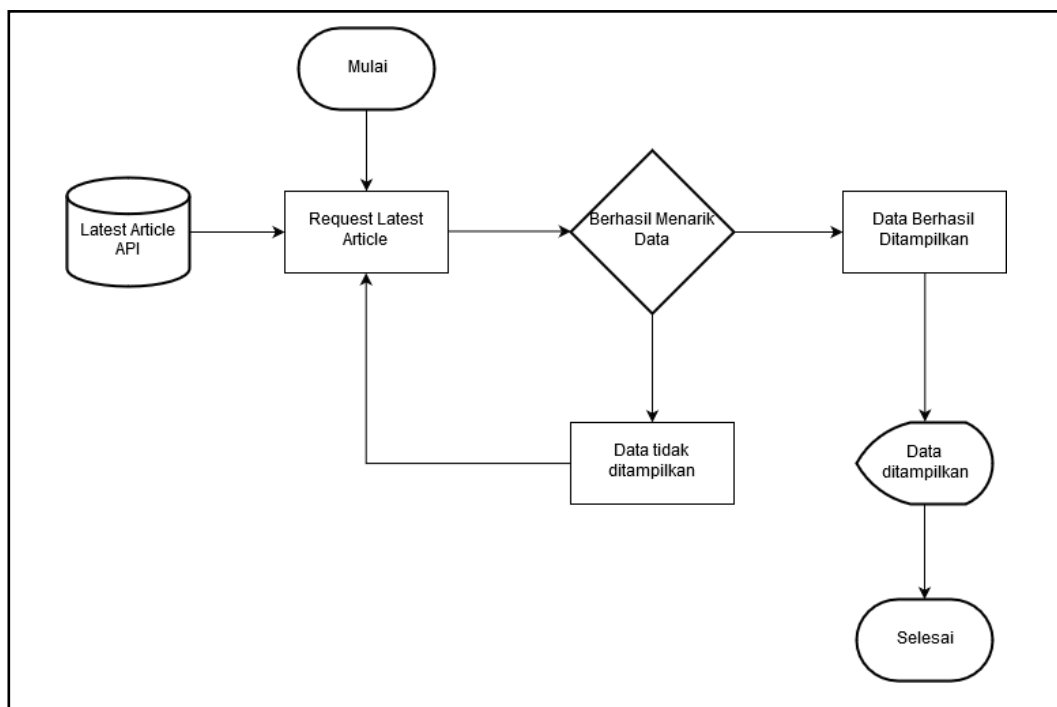 Mulai
Latest Article
API
Request Latest
Article
Berhasil Menarik
Data
Data Berhasil
Ditampilkan
Data tidak
ditampilkan
Data
ditampilkan
Selesai